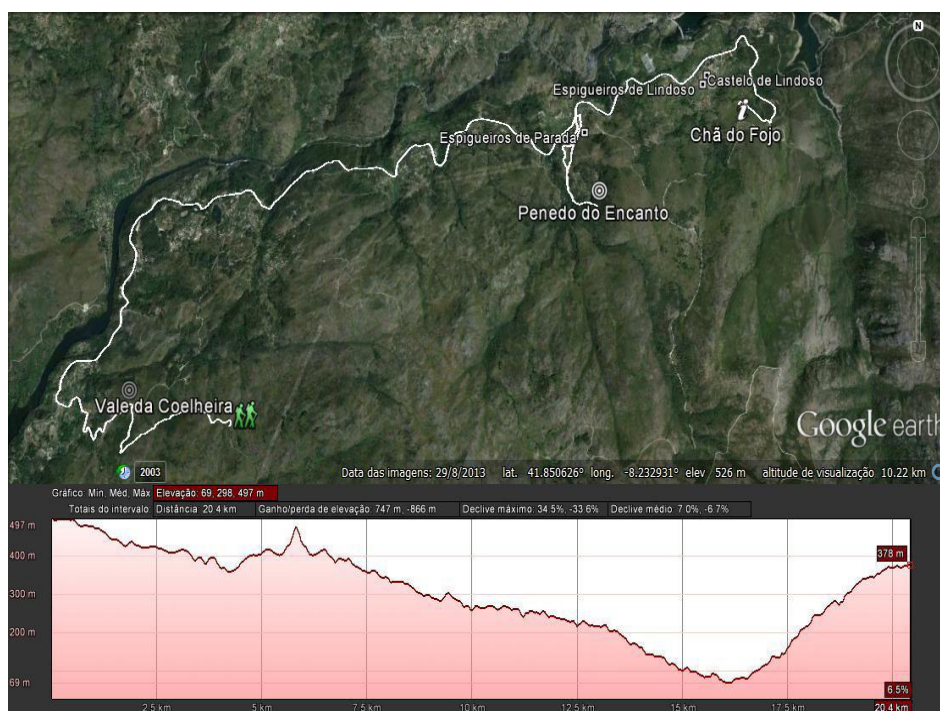 N
Castelo de Lindoso
Espigueiros de Lindoso
i
Chã do Fojo
Espigueiros de Parada
Penedo do Encanto
Vale da Coelheira
Google earth
2003
Data das imagens: 29/8/2013 lat. 41.850626° long. -8.232931° elev 526 m altitude de visualização 10.22 km
Gráfico: Mín, Méd, Máx Elevação: 69, 298, 497 m
Totais do intervalo Distância: 20.4 km Ganho/perda de elevação: 747 m, -866 m Declive máximo: 34.5%, -33.6% Declive médio: 7.0%, -6.7%
497 m
400 m
378 m
300 m
200 m
69 m
6.5%
2.5 km 5 km 7.5 km 10 km 12.5 km 15 km 17.5 km 20.4 km